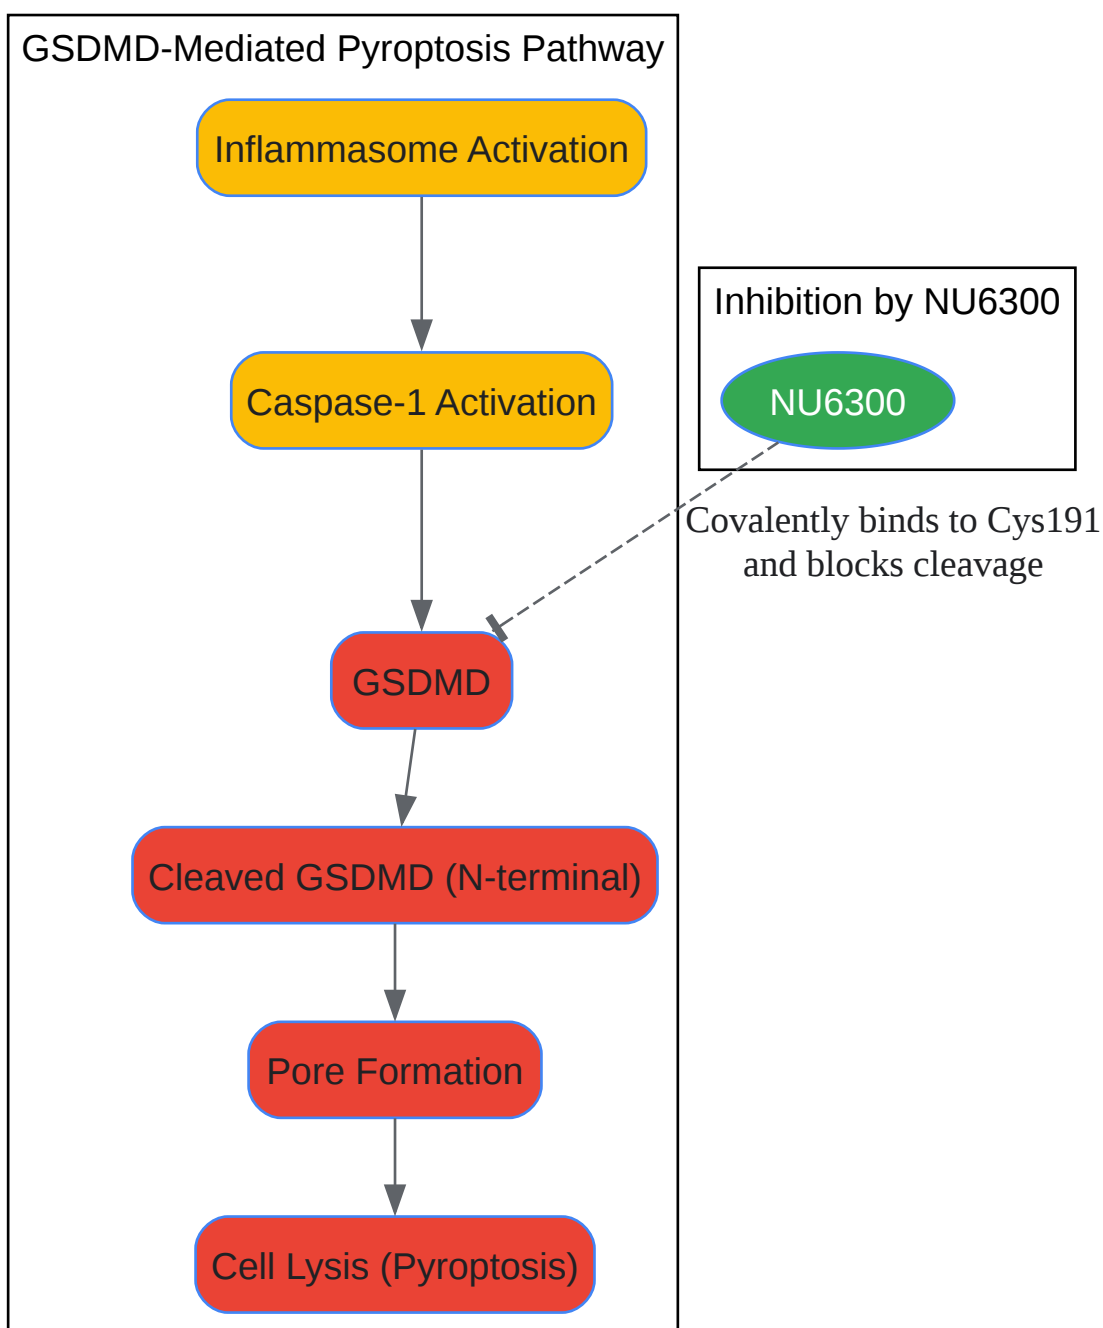 GSDMD-Mediated Pyroptosis Pathway
Inflammasome Activation
Inhibition by NU6300
Caspase-1 Activation
NU6300
Covalently binds to Cys191
and blocks cleavage
GSDMD
Cleaved GSDMD (N-terminal)
Pore Formation
Cell Lysis (Pyroptosis)